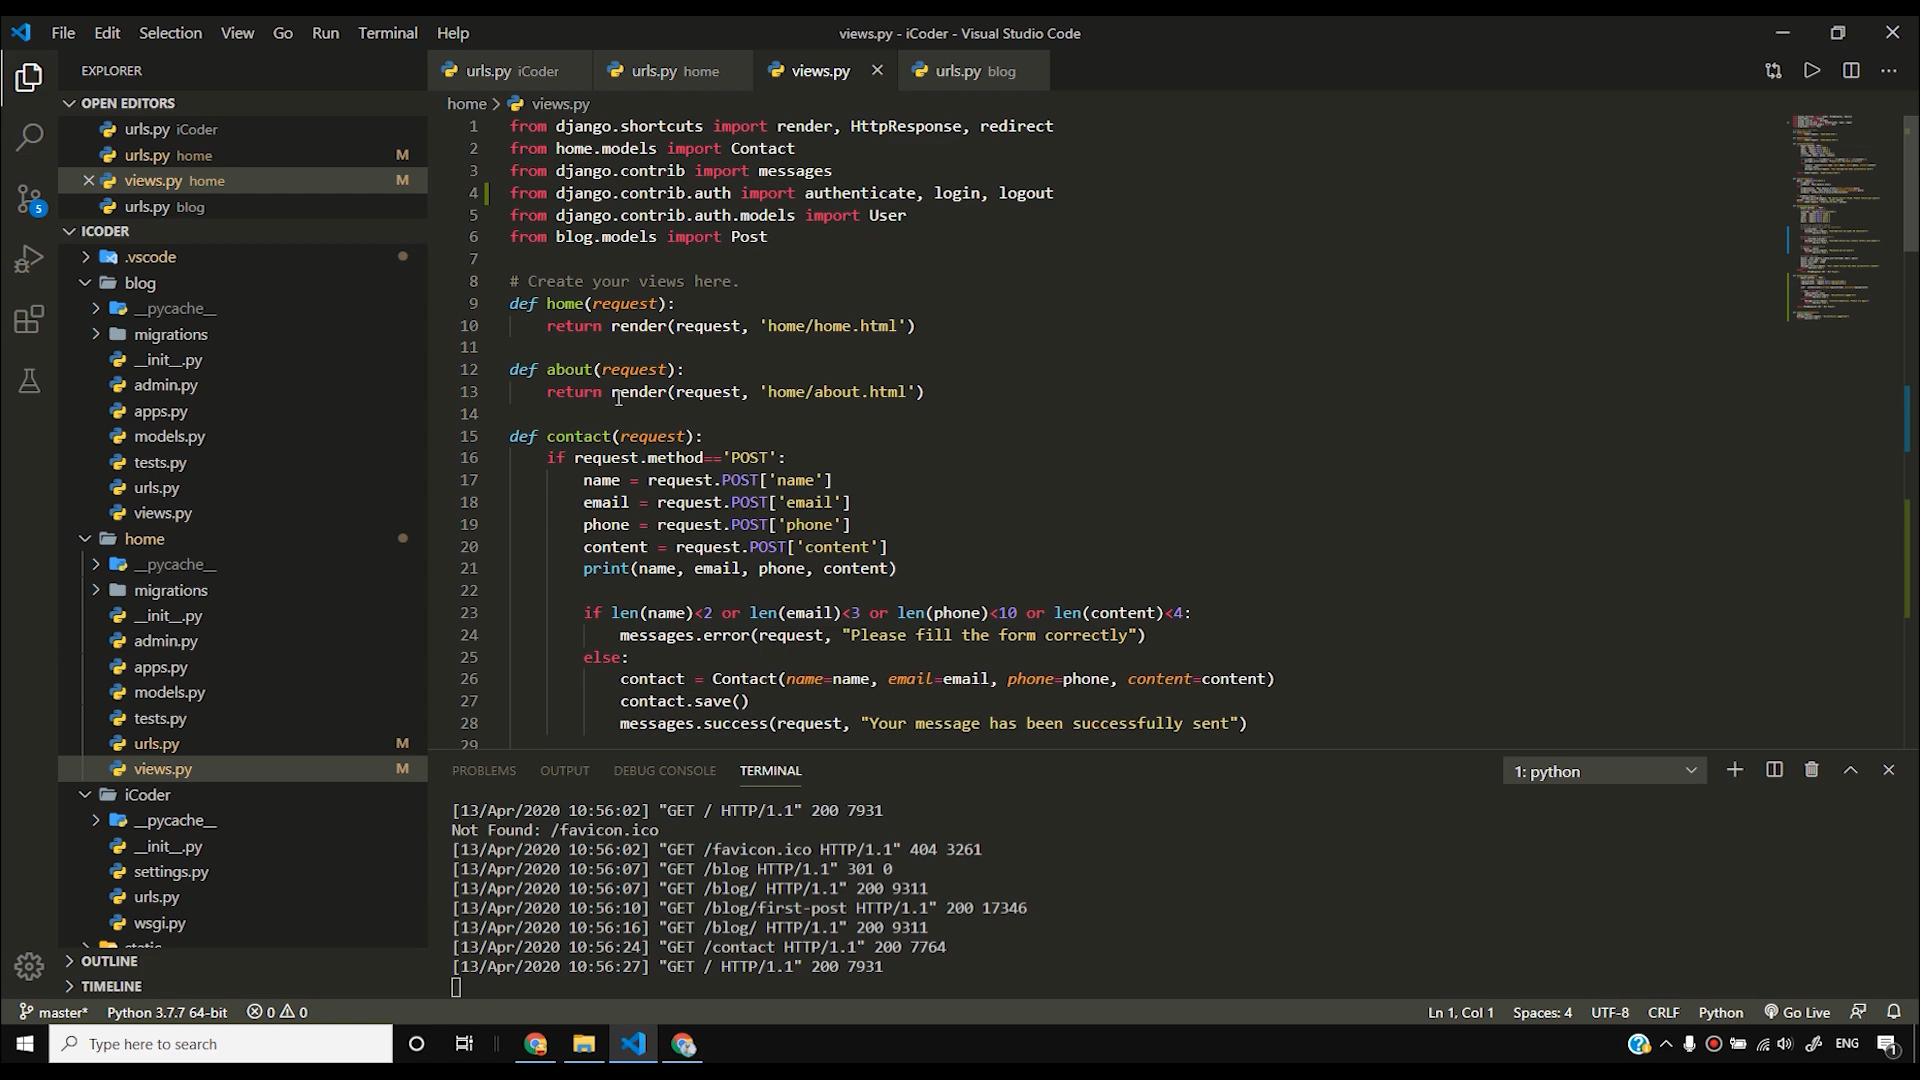 File Edit Selection View Go Run Terminal Help
views.py - iCoder - Visual Studio Code
EXPLORER
OPEN EDITORS
urls.py iCoder
urls.py home M
views.py home M
urls.py blog
ICODER
.vscode
blog
__pycache__
migrations
__init__.py
admin.py
apps.py
models.py
tests.py
urls.py
views.py
home
__pycache__
migrations
__init__.py
admin.py
apps.py
models.py
tests.py
urls.py M
views.py M
iCoder
__pycache__
__init__.py
settings.py
urls.py
wsgi.py
static
OUTLINE
TIMELINE
5
urls.py iCoder
urls.py home
views.py
urls.py blog
home > views.py
1 from django.shortcuts import render, HttpResponse, redirect
2 from home.models import Contact
3 from django.contrib import messages
4 from django.contrib.auth import authenticate, login, logout
5 from django.contrib.auth.models import User
6 from blog.models import Post
7
8 # Create your views here.
9 def home(request):
10 return render(request, 'home/home.html')
11
12 def about(request):
13 return render(request, 'home/about.html')
14
15 def contact(request):
16 if request.method=='POST':
17 name = request.POST['name']
18 email = request.POST['email']
19 phone = request.POST['phone']
20 content = request.POST['content']
21 print(name, email, phone, content)
22
23 if len(name)<2 or len(email)<3 or len(phone)<10 or len(content)<4:
24 messages.error(request, "Please fill the form correctly")
25 else:
26 contact = Contact(name=name, email=email, phone=phone, content=content)
27 contact.save()
28 messages.success(request, "Your message has been successfully sent")
29
PROBLEMS OUTPUT DEBUG CONSOLE TERMINAL
1: python
[13/Apr/2020 10:56:02] "GET / HTTP/1.1" 200 7931
Not Found: /favicon.ico
[13/Apr/2020 10:56:02] "GET /favicon.ico HTTP/1.1" 404 3261
[13/Apr/2020 10:56:07] "GET /blog HTTP/1.1" 301 0
[13/Apr/2020 10:56:07] "GET /blog/ HTTP/1.1" 200 9311
[13/Apr/2020 10:56:10] "GET /blog/first-post HTTP/1.1" 200 17346
[13/Apr/2020 10:56:16] "GET /blog/ HTTP/1.1" 200 9311
[13/Apr/2020 10:56:24] "GET /contact HTTP/1.1" 200 7764
[13/Apr/2020 10:56:27] "GET / HTTP/1.1" 200 7931
master* Python 3.7.7 64-bit 0 0
Ln 1, Col 1 Spaces: 4 UTF-8 CRLF Python Go Live
Type here to search
ENG
1